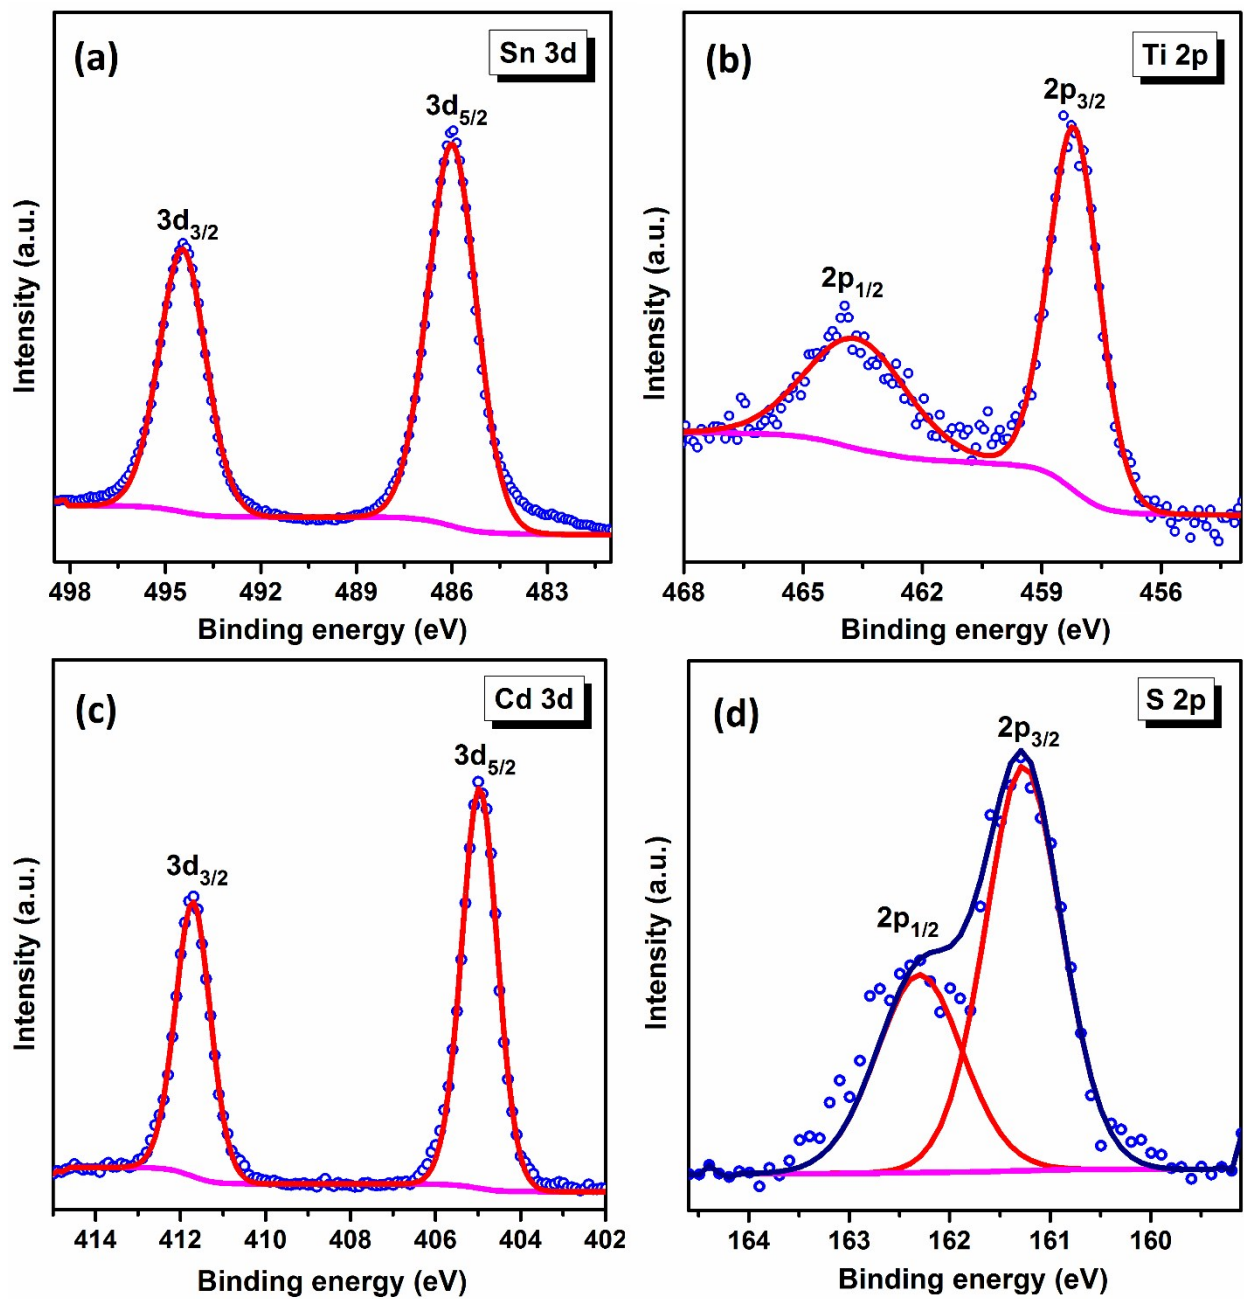 (a)
Sn 3d
3d3/2
3d5/2
Intensity (a.u.)
498 495 492 489 486 483
Binding energy (eV)
(b)
Ti 2p
2p3/2
2p1/2
Intensity (a.u.)
468 465 462 459 456
Binding energy (eV)
(c)
Cd 3d
3d5/2
3d3/2
Intensity (a.u.)
414 412 410 408 406 404 402
Binding energy (eV)
(d)
S 2p
2p3/2
2p1/2
Intensity (a.u.)
164 163 162 161 160
Binding energy (eV)